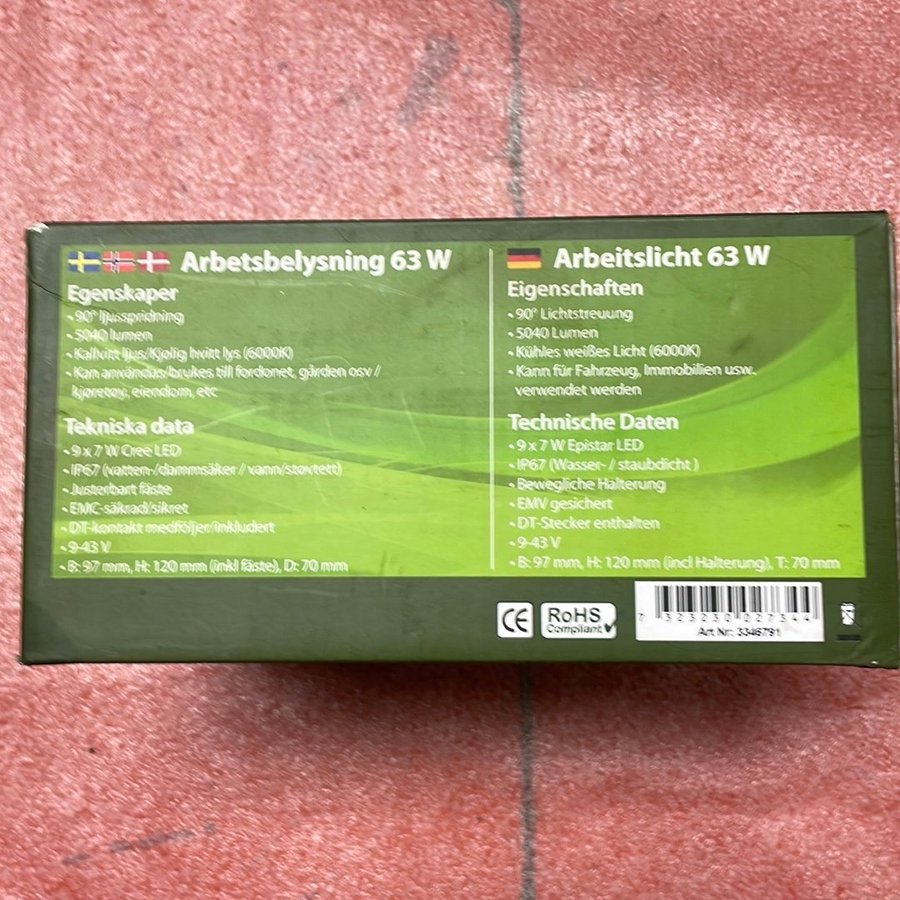 Arbetsbelysning 63 W
Egenskaper
• 90° ljusspridning
• 5040 lumen
• Kallvitt ljus/Kjølig hvitt lys (6000K)
• Kan användas/brukes till fordonet, gården osv /
kjøretøy, eiendom, etc
Tekniska data
• 9 x 7 W Cree LED
• IP67 (vatten-/dammsäker / vann/støvtett)
• Justerbart fäste
• EMC-säkrad/sikret
• DT-kontakt medföljer/inkludert
• 9-43 V
• B: 97 mm, H: 120 mm (inkl fäste), D: 70 mm
Arbeitslicht 63 W
Eigenschaften
• 90° Lichtstreuung
• 5040 Lumen
• Kühles weißes Licht (6000K)
• Kann für Fahrzeug, Immobilien usw.
verwendet werden
Technische Daten
• 9 x 7 W Epistar LED
• IP67 (Wasser- / staubdicht )
• Bewegliche Halterung
• EMV gesichert
• DT-Stecker enthalten
• 9-43 V
• B: 97 mm, H: 120 mm (incl Halterung), T: 70 mm
CE
RoHS
Compliant
7 323230 027344
Art Nr: 3346791